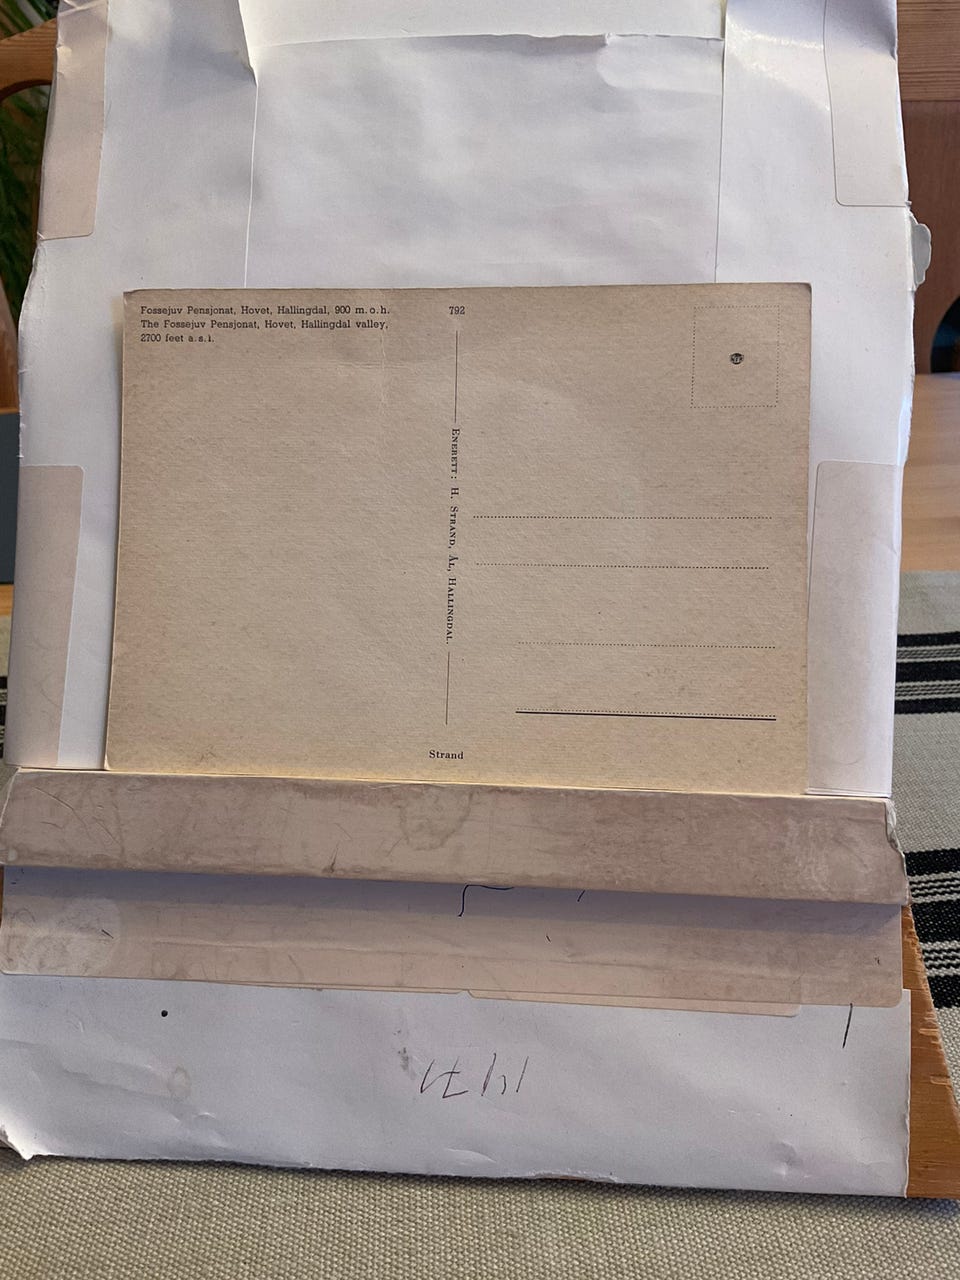 Fossejuv Pensjonat, Hovet, Hallingdal, 900 m.o.h.
The Fossejuv Pensjonat, Hovet, Hallingdal valley,
2700 feet a.s.l.
792
ENERETT: H. STRAND, ÅL, HALLINGDAL.
Strand